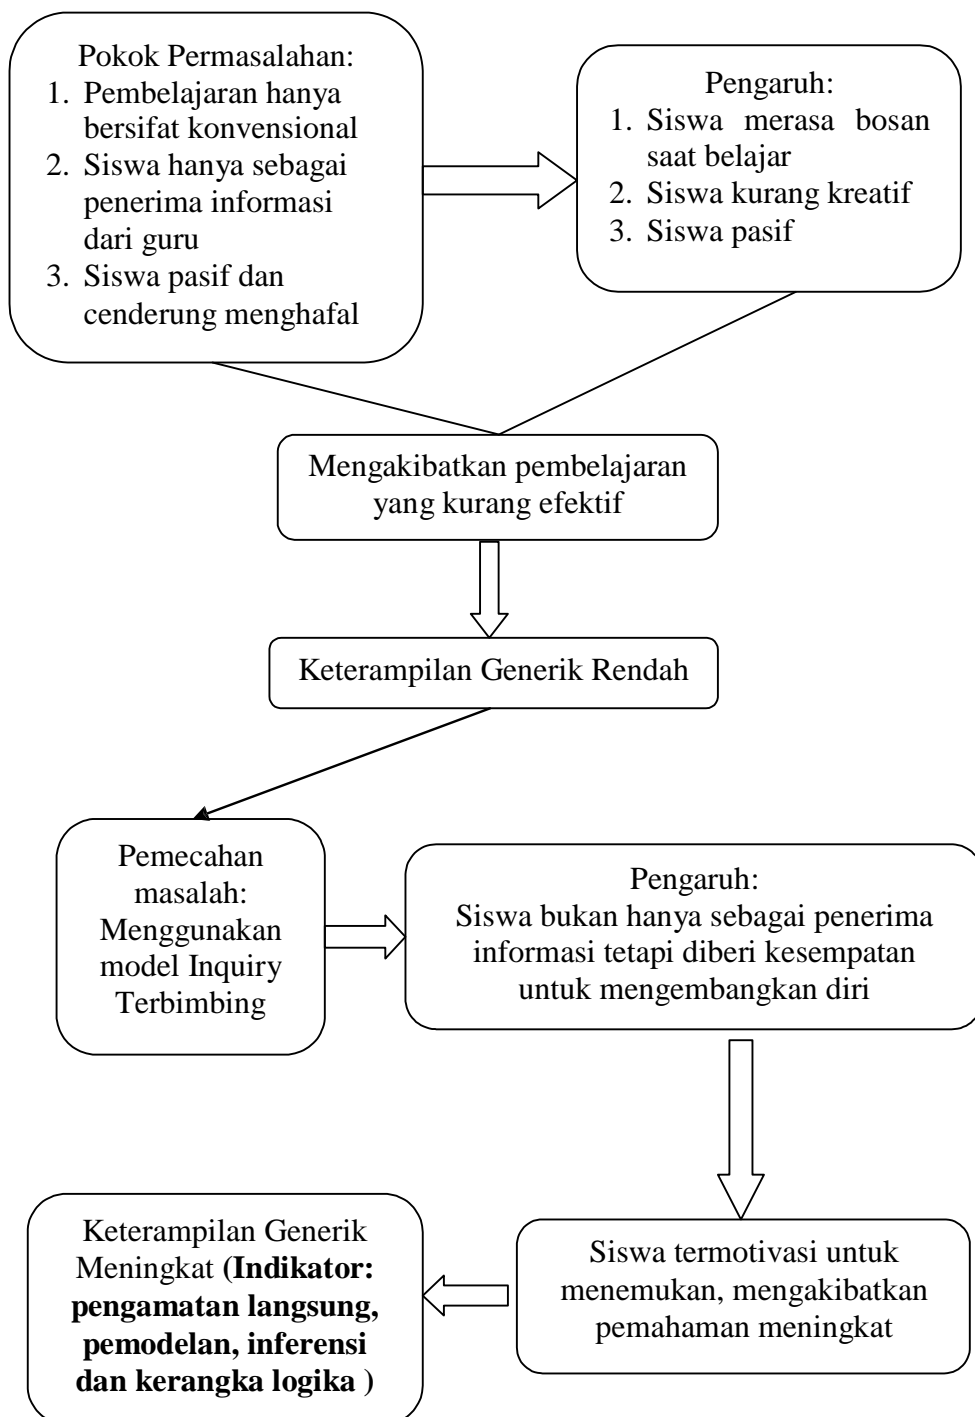 Pokok Permasalahan:
1. Pembelajaran hanya
bersifat konvensional
2. Siswa hanya sebagai
penerima informasi
dari guru
3. Siswa pasif dan
cenderung menghafal
Pengaruh:
1. Siswa merasa bosan
saat belajar
2. Siswa kurang kreatif
3. Siswa pasif
Mengakibatkan pembelajaran
yang kurang efektif
Keterampilan Generik Rendah
Pemecahan
masalah:
Menggunakan
model Inquiry
Terbimbing
Pengaruh:
Siswa bukan hanya sebagai penerima
informasi tetapi diberi kesempatan
untuk mengembangkan diri
Siswa termotivasi untuk
menemukan, mengakibatkan
pemahaman meningkat
Keterampilan Generik
Meningkat (Indikator:
pengamatan langsung,
pemodelan, inferensi
dan kerangka logika )